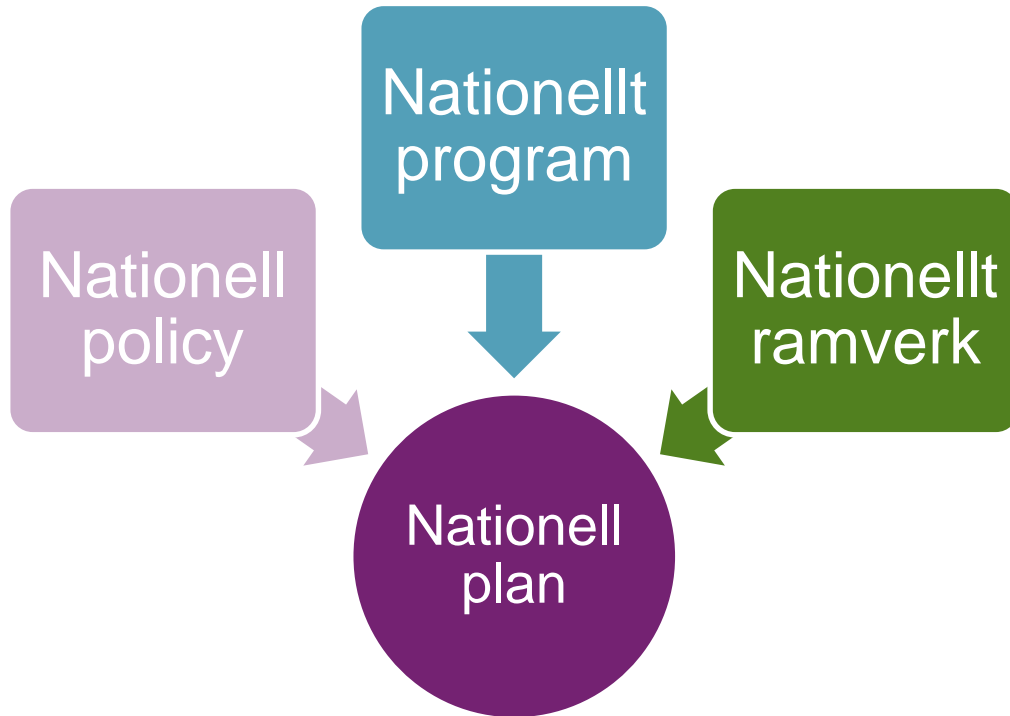 Nationellt
program
Nationell
policy
Nationellt
ramverk
Nationell
plan